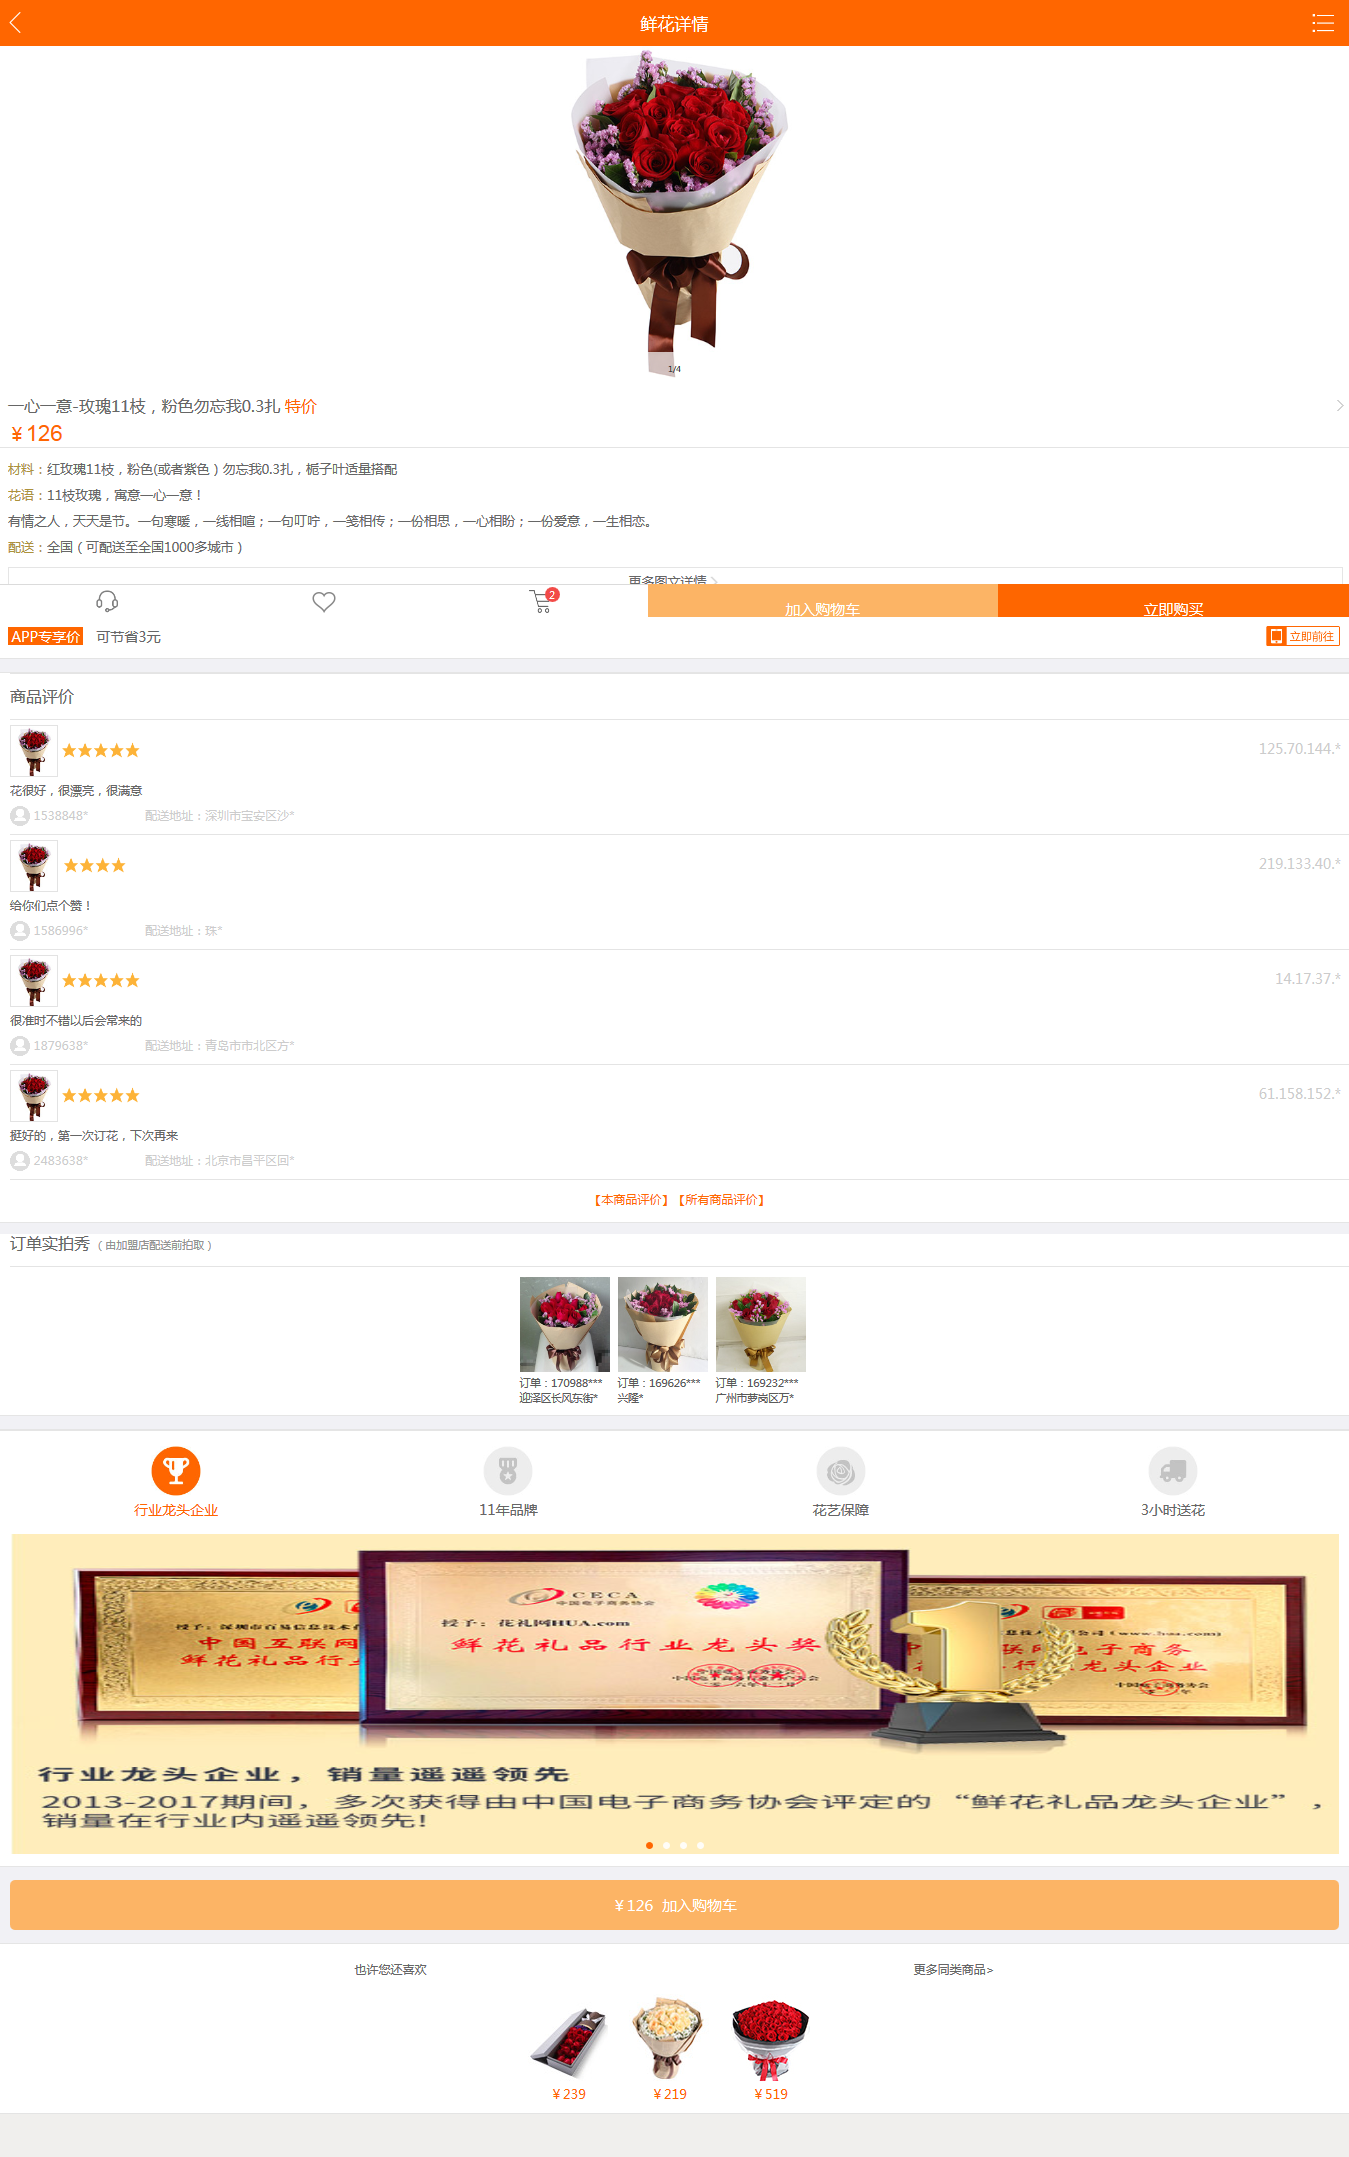 鲜花详情
1/4
一心一意-玫瑰11枝，粉色勿忘我0.3扎 特价
¥126
材料：红玫瑰11枝，粉色(或者紫色）勿忘我0.3扎，栀子叶适量搭配
花语：11枝玫瑰，寓意一心一意！
有情之人，天天是节。一句寒暖，一线相喧；一句叮咛，一笺相传；一份相思，一心相盼；一份爱意，一生相恋。
配送：全国（可配送至全国1000多城市）
更多图文详情
2
加入购物车
立即购买
APP专享价 可节省3元
立即前往
商品评价
125.70.144.*
花很好，很漂亮，很满意
1538848* 配送地址：深圳市宝安区沙*
219.133.40.*
给你们点个赞！
1586996* 配送地址：珠*
14.17.37.*
很准时不错以后会常来的
1879638* 配送地址：青岛市市北区方*
61.158.152.*
挺好的，第一次订花，下次再来
2483638* 配送地址：北京市昌平区回*
【本商品评价】【所有商品评价】
订单实拍秀（由加盟店配送前拍取）
订单：170988*** 订单：169626*** 订单：169232***
迎泽区长风东街* 兴隆* 广州市萝岗区万*
行业龙头企业 11年品牌 花艺保障 3小时送花
CECA
中国电子商务协会
授予：花礼网HUA.com
鲜花礼品行业龙头奖
中国互联网
鲜花礼品行业
联网电子商务
行业龙头企业
行业龙头企业，销量遥遥领先
2013-2017期间，多次获得由中国电子商务协会评定的“鲜花礼品龙头企业”，
销量在行业内遥遥领先!
¥126 加入购物车
也许您还喜欢 更多同类商品>
¥239 ¥219 ¥519